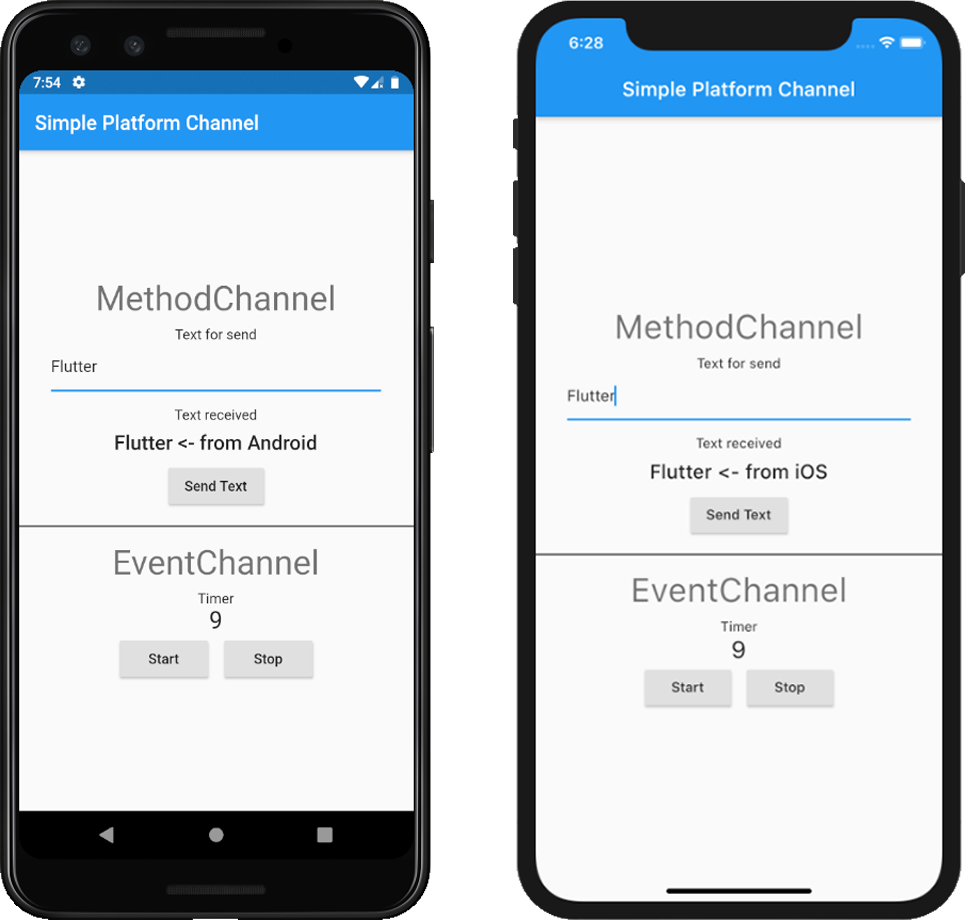 7:54
Simple Platform Channel
MethodChannel
Text for send
Flutter
Text received
Flutter <- from Android
Send Text
EventChannel
Timer
9
Start Stop
6:28
Simple Platform Channel
MethodChannel
Text for send
Flutter
Text received
Flutter <- from iOS
Send Text
EventChannel
Timer
9
Start Stop